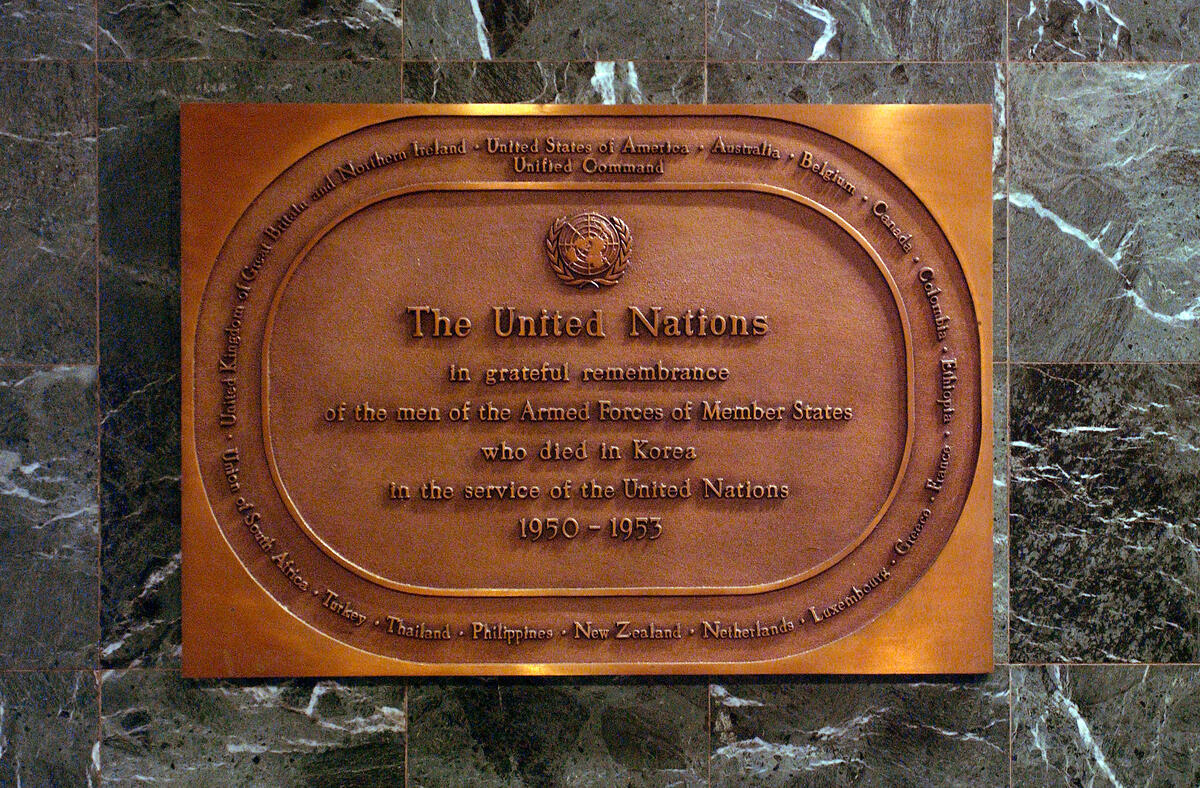 United States of America · Australia · Belgium · Canada · Colombia · Ethiopia · France · Greece · Luxembourg · Netherlands · New Zealand · Philippines · Thailand · Turkey · Union of South Africa · United Kingdom of Great Britain and Northern Ireland ·
Unified Command
The United Nations
in grateful remembrance
of the men of the Armed Forces of Member States
who died in Korea
in the service of the United Nations
1950 – 1953